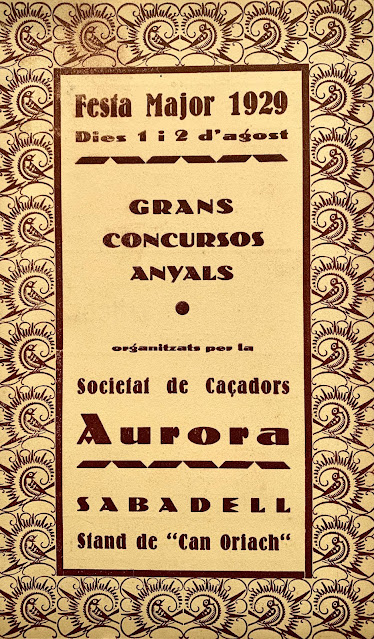 Festa Major 1929
Dies 1 i 2 d'agost
GRANS
CONCURSOS
ANYALS
organitzats per la
Societat de Caçadors
Aurora
SABADELL
Stand de "Can Oriach"